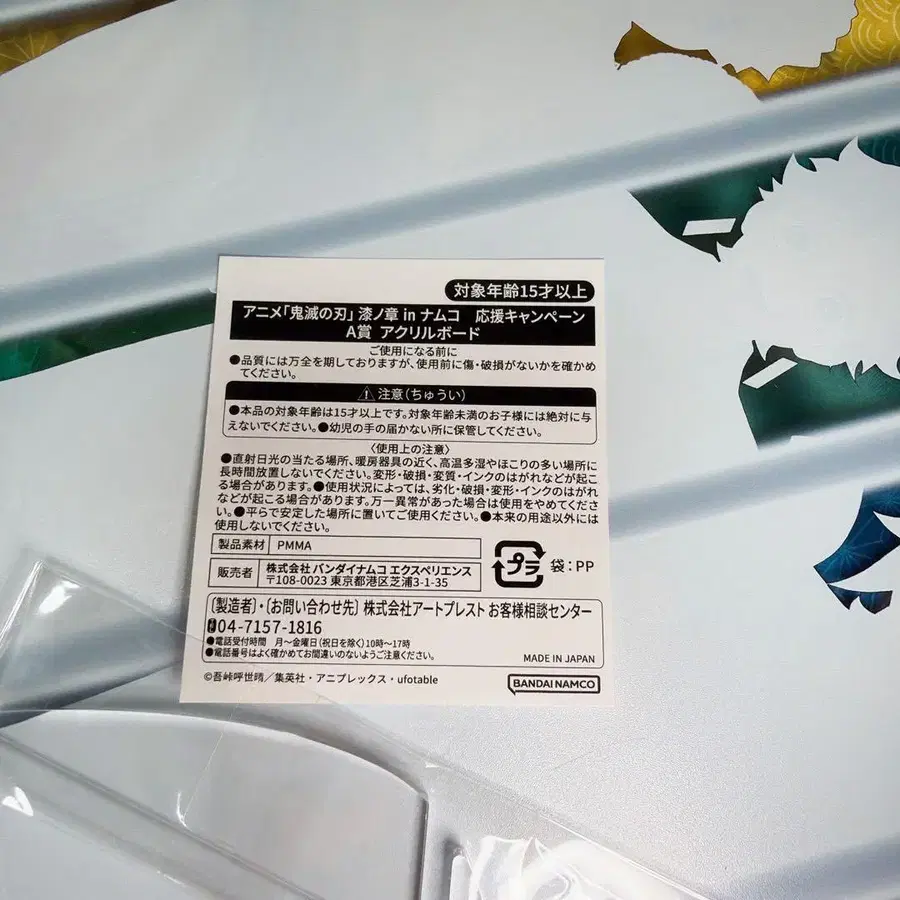 対象年齢15才以上
アニメ「鬼滅の刃」漆ノ章 in ナムコ　応援キャンペーン
A賞 アクリルボード
ご使用になる前に
●品質には万全を期しておりますが、使用前に傷・破損がないかを確かめ
てください。
⚠ 注意（ちゅうい）
●本品の対象年齢は15才以上です。対象年齢未満のお子様には絶対に与
えないでください。●幼児の手の届かない所に保管してください。
〈使用上の注意〉
●直射日光の当たる場所、暖房器具の近く、高温多湿やほこりの多い場所に
長時間放置しないでください。変形・破損・変質・インクのはがれなどが起こ
る場合があります。●使用状況によっては、劣化・破損・変形・インクのはがれ
などが起こる場合があります。万一異常があった場合は使用をやめてください。
●平らで安定した場所に置いてご使用ください。●本来の用途以外には
使用しないでください。
製品素材 PMMA
販売者 株式会社 バンダイナムコ エクスペリエンス
〒108-0023 東京都港区芝浦3-1-35
プラ 袋：PP
〔製造者〕・〔お問い合わせ先〕株式会社アートプレスト お客様相談センター
04-7157-1816
●電話受付時間　月〜金曜日（祝日を除く）10時〜17時
●電話番号はよく確かめてお間違いのないようご注意ください。
MADE IN JAPAN
©吾峠呼世晴／集英社・アニプレックス・ufotable
BANDAI NAMCO